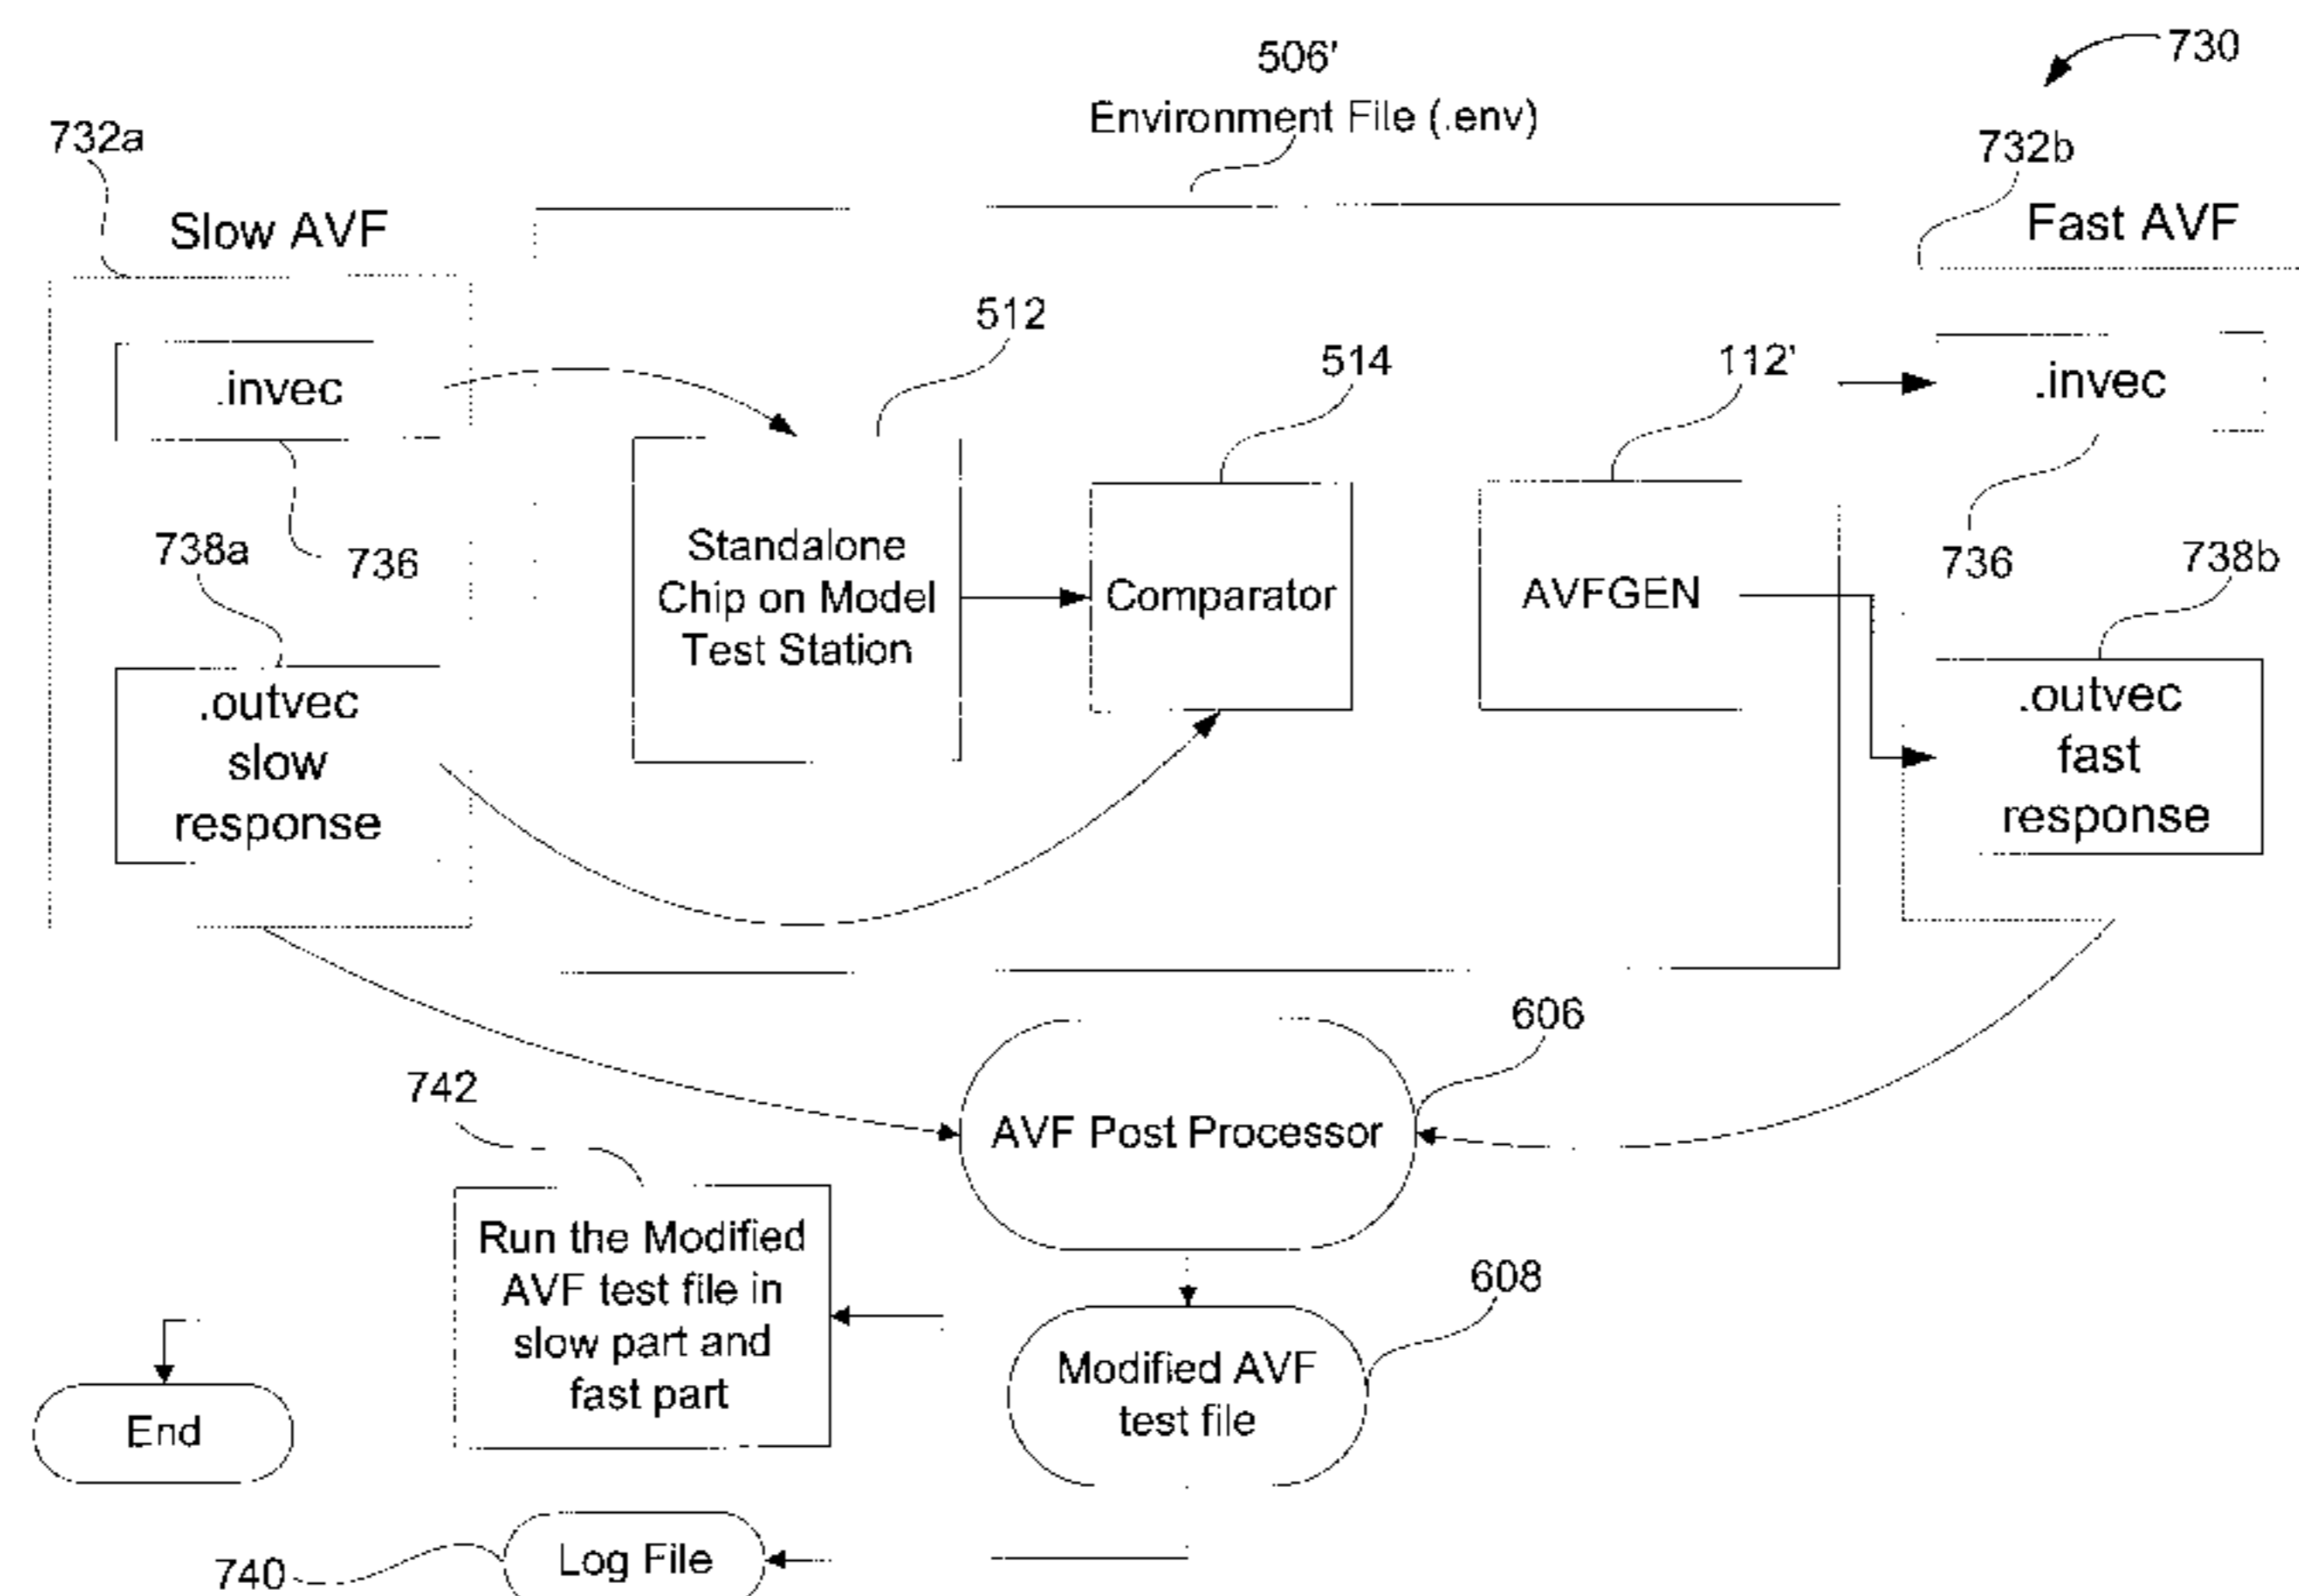 506'
730
Environment File (.env)
732a
732b
Slow AVF
Fast AVF
512
514
112'
.invec
.invec
738a
736
736
738b
Standalone
Chip on Model
Test Station
Comparator
AVFGEN
.outvec
slow
response
.outvec
fast
response
606
742
AVF Post Processor
Run the Modified
AVF test file in
slow part and
fast part
608
Modified AVF
test file
End
Log File
740